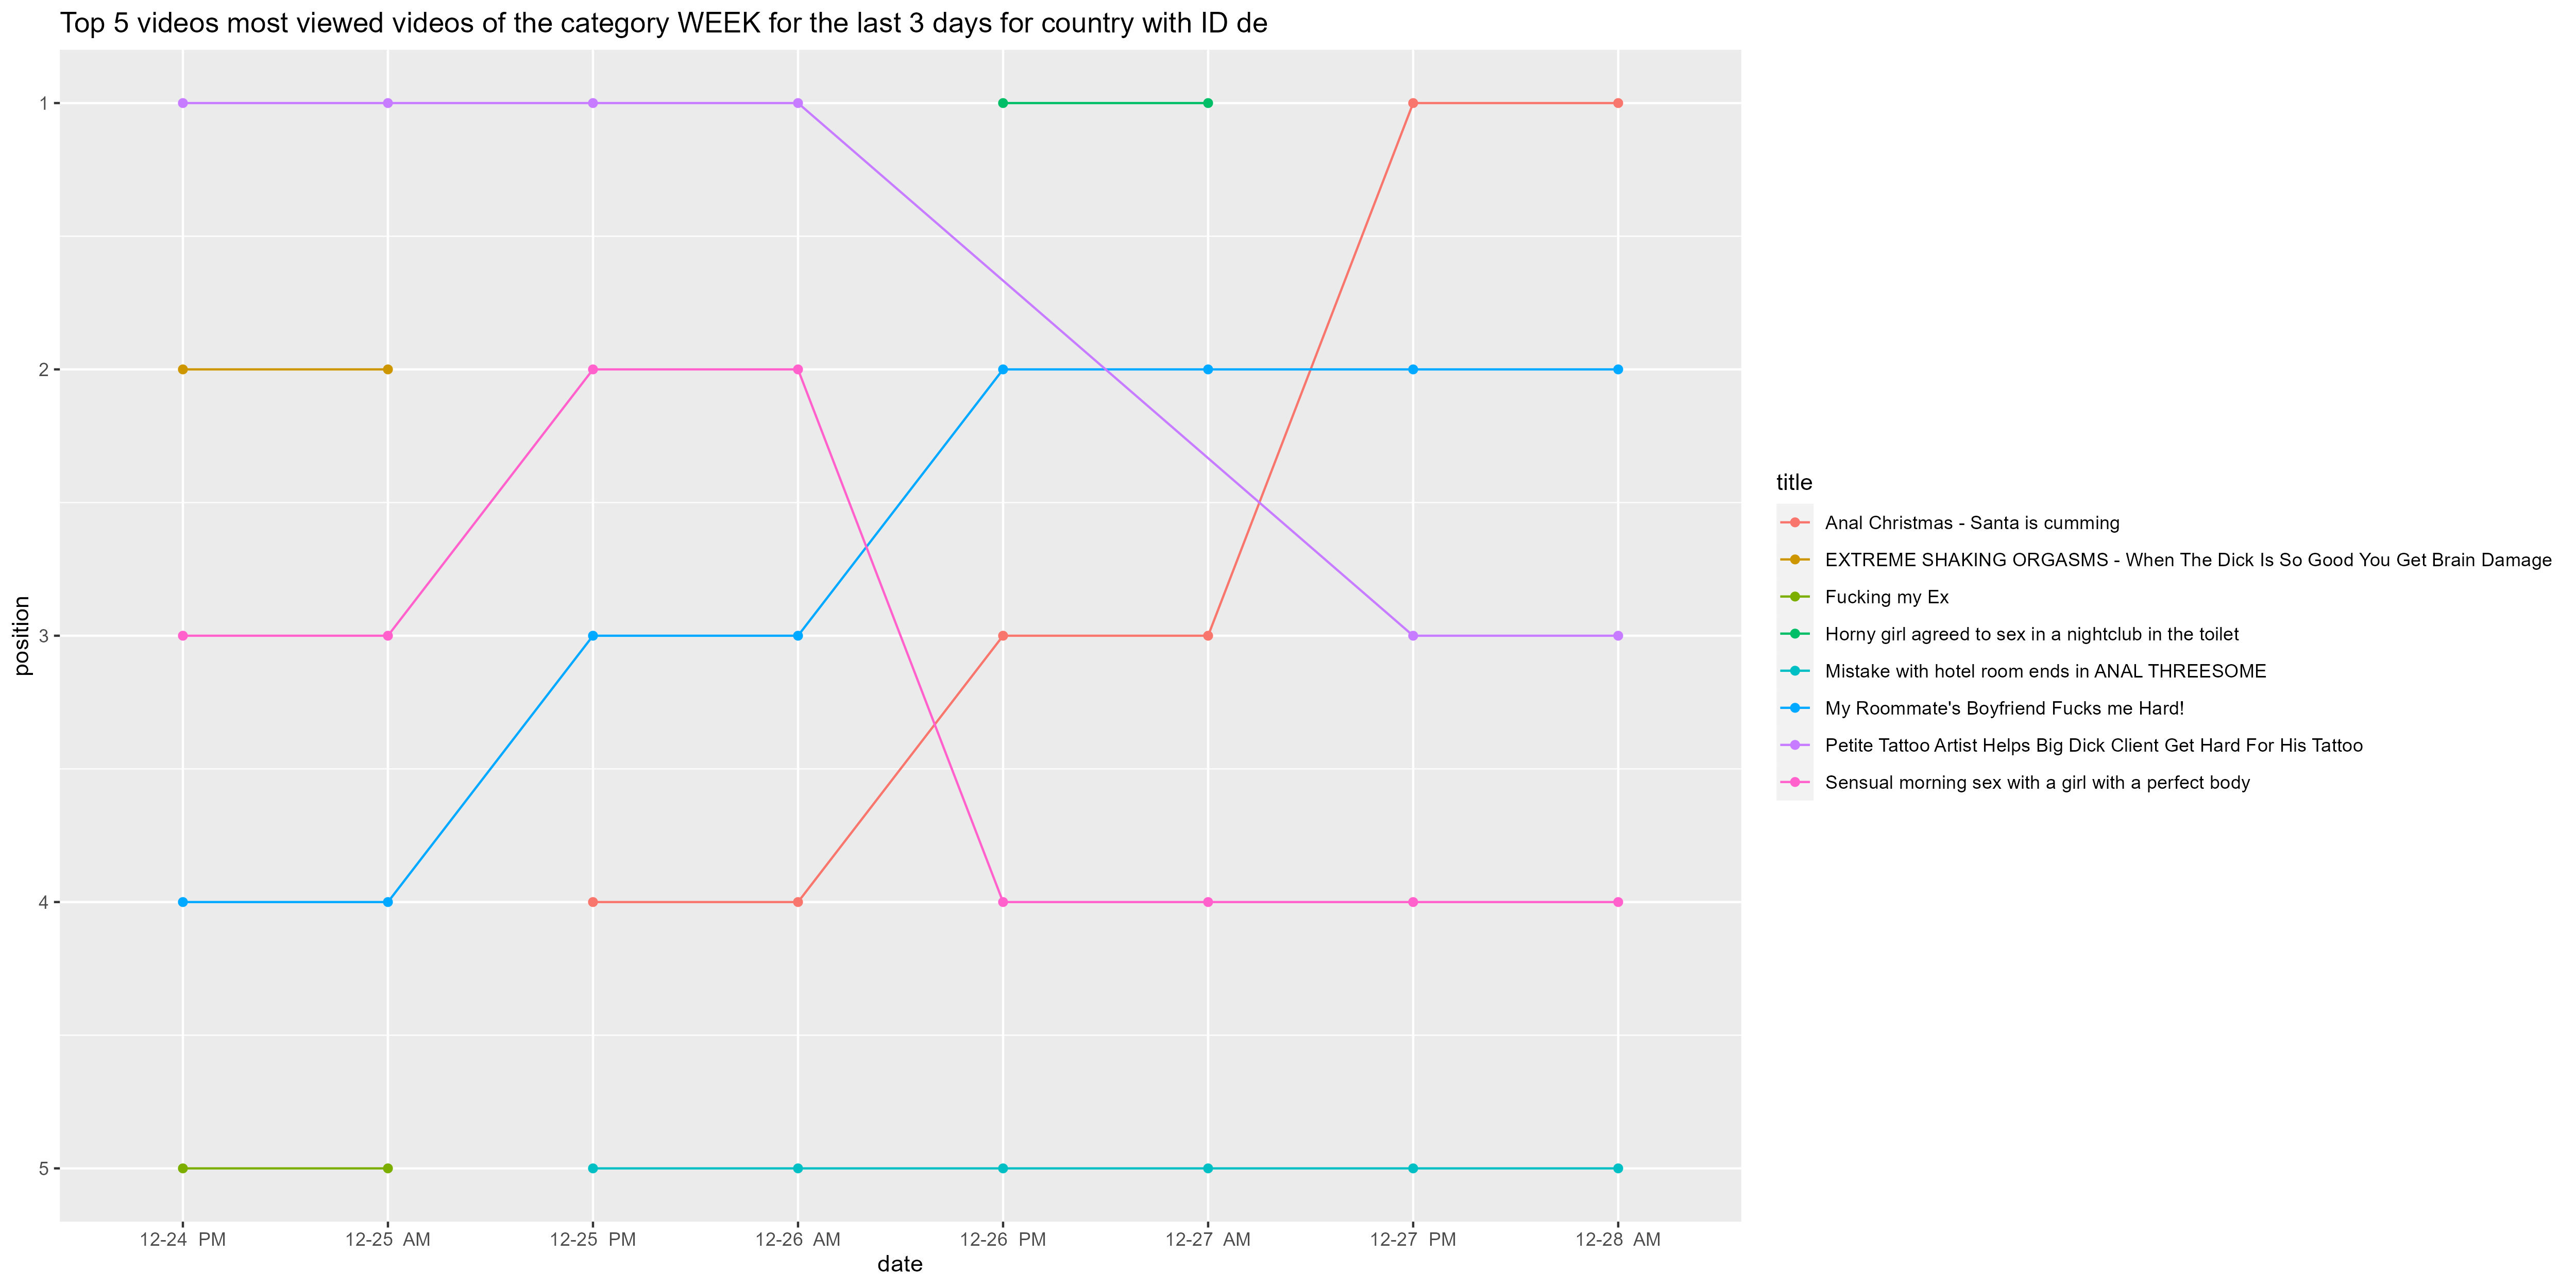 Top 5 videos most viewed videos of the category WEEK for the last 3 days for country with ID de
1
2
3
4
5
position
12-24 PM
12-25 AM
12-25 PM
12-26 AM
12-26 PM
12-27 AM
12-27 PM
12-28 AM
date
title
Anal Christmas - Santa is cumming
EXTREME SHAKING ORGASMS - When The Dick Is So Good You Get Brain Damage
Fucking my Ex
Horny girl agreed to sex in a nightclub in the toilet
Mistake with hotel room ends in ANAL THREESOME
My Roommate's Boyfriend Fucks me Hard!
Petite Tattoo Artist Helps Big Dick Client Get Hard For His Tattoo
Sensual morning sex with a girl with a perfect body